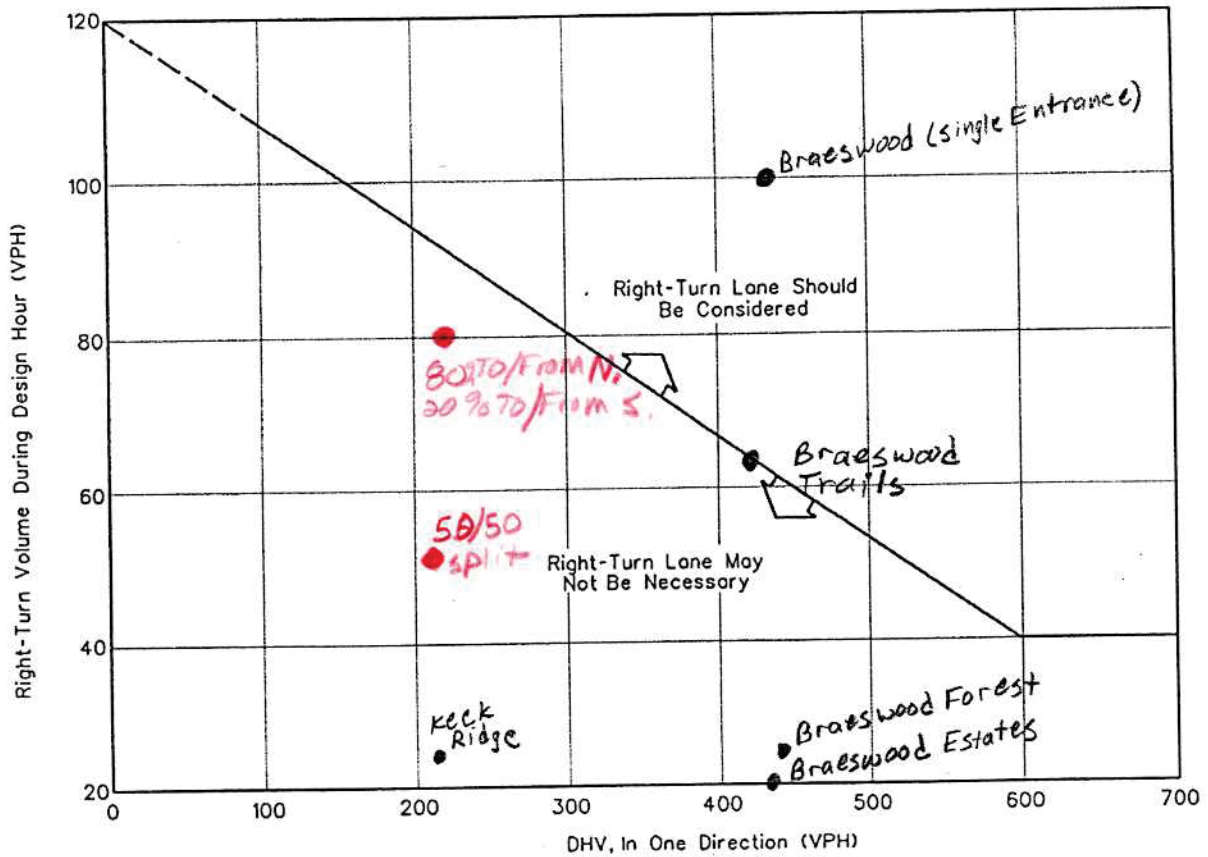 120
100
80
60
40
20
0
100
200
300
400
500
600
700
Right-Turn Volume During Design Hour (VPH)
DHV, In One Direction (VPH)
Braeswood (single Entrance)
Right-Turn Lane Should
Be Considered
80% TO/From N.
20% TO/From S.
Braeswood
Trails
50/50
split
Right-Turn Lane May
Not Be Necessary
Keck
Ridge
Braeswood Forest
Braeswood Estates